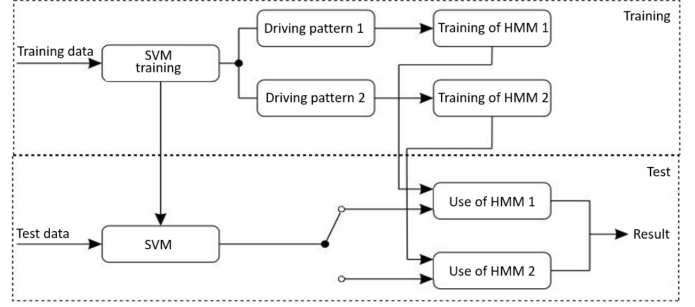 Training
Training data
SVM
training
Driving pattern 1
Training of HMM 1
Driving pattern 2
Training of HMM 2
Test
Test data
SVM
Use of HMM 1
Use of HMM 2
Result